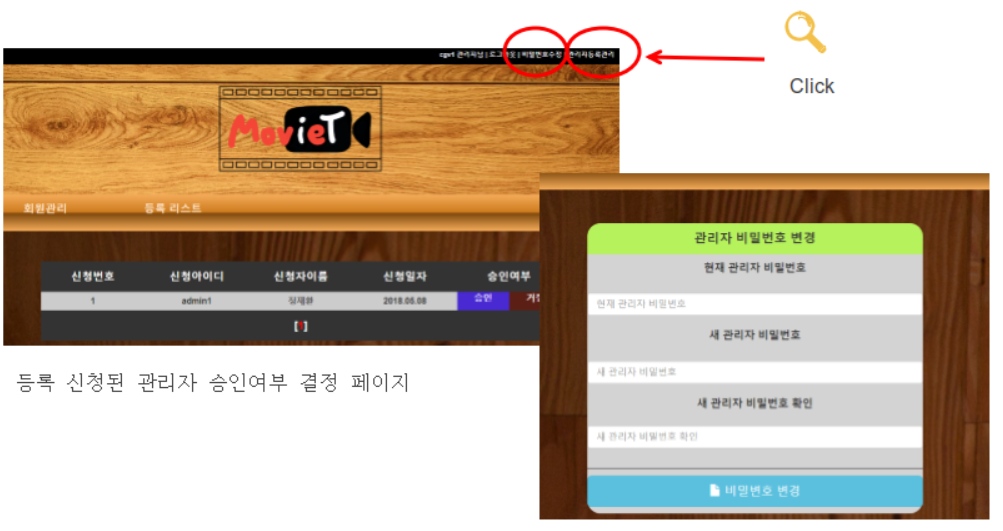 Click
cgv1 관리자님 | 로그아웃 | 비밀번호수정 | 관리자등록관리
MovieT
회원관리 등록 리스트
신청번호 신청아이디 신청자이름 신청일자 승인여부
1 admin1 정재환 2018.05.08 승인
등록 신청된 관리자 승인여부 결정 페이지
관리자 비밀번호 변경
현재 관리자 비밀번호
현재 관리자 비밀번호
새 관리자 비밀번호
새 관리자 비밀번호
새 관리자 비밀번호 확인
새 관리자 비밀번호 확인
비밀번호 변경